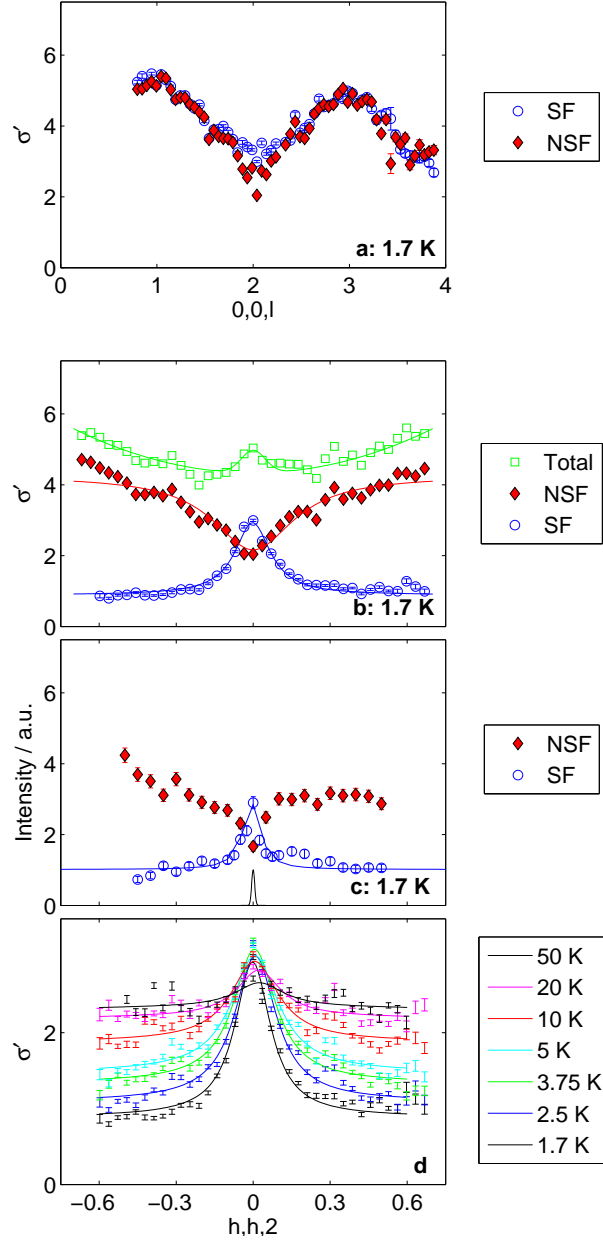 6
4
2
0
σ'
a: 1.7 K
0 1 2 3 4
0,0,l
SF
NSF
6
4
2
0
σ'
b: 1.7 K
Total
NSF
SF
6
4
2
0
Intensity / a.u.
c: 1.7 K
NSF
SF
2
0
σ'
d
−0.6 −0.3 0 0.3 0.6
h,h,2
50 K
20 K
10 K
5 K
3.75 K
2.5 K
1.7 K